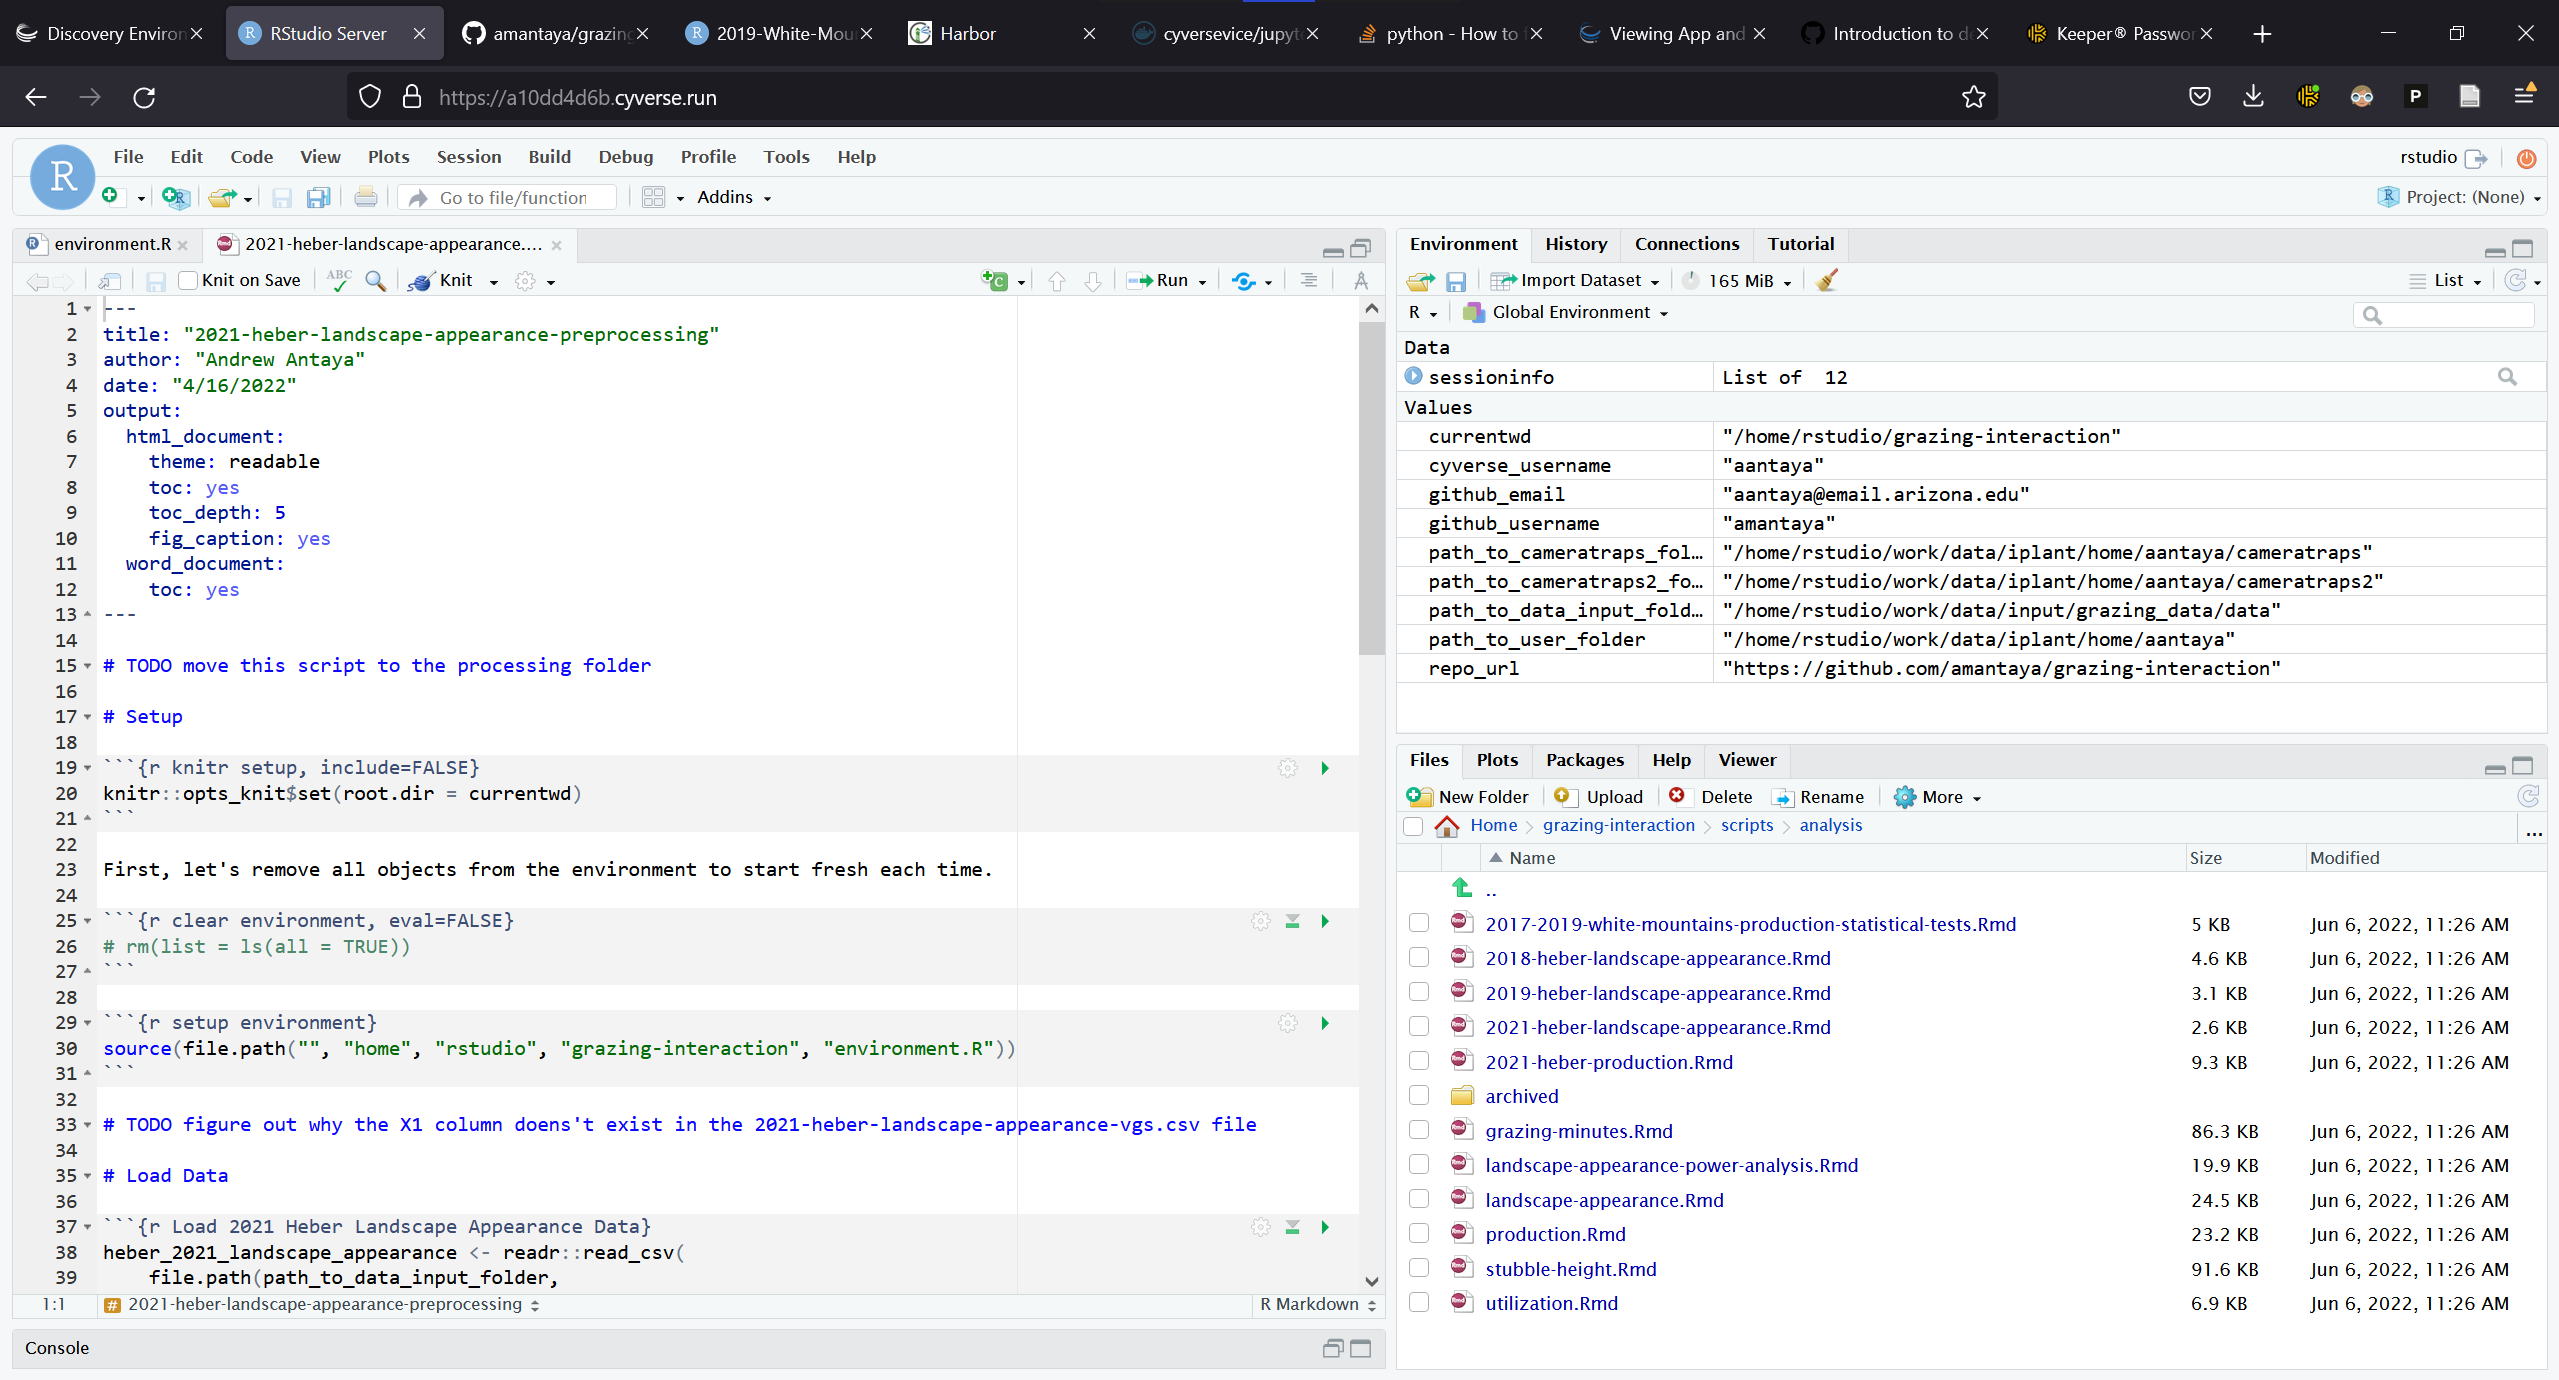 Discovery Environ
RStudio Server
amantaya/grazing
2019-White-Mou
Harbor
cyversevice/jupyte
python - How to f
Viewing App and
Introduction to de
Keeper® Passwor
https://a10dd4d6b.cyverse.run
P
R
File Edit Code View Plots Session Build Debug Profile Tools Help
rstudio
Go to file/function
Addins
Project: (None)
environment.R
2021-heber-landscape-appearance....
Knit on Save
ABC
Knit
Run
1 ---
2 title: "2021-heber-landscape-appearance-preprocessing"
3 author: "Andrew Antaya"
4 date: "4/16/2022"
5 output:
6 html_document:
7 theme: readable
8 toc: yes
9 toc_depth: 5
10 fig_caption: yes
11 word_document:
12 toc: yes
13 ---
14
15 # TODO move this script to the processing folder
16
17 # Setup
18
19 ```{r knitr setup, include=FALSE}
20 knitr::opts_knit$set(root.dir = currentwd)
21 ```
22
23 First, let's remove all objects from the environment to start fresh each time.
24
25 ```{r clear environment, eval=FALSE}
26 # rm(list = ls(all = TRUE))
27 ```
28
29 ```{r setup environment}
30 source(file.path("", "home", "rstudio", "grazing-interaction", "environment.R"))
31 ```
32
33 # TODO figure out why the X1 column doens't exist in the 2021-heber-landscape-appearance-vgs.csv file
34
35 # Load Data
36
37 ```{r Load 2021 Heber Landscape Appearance Data}
38 heber_2021_landscape_appearance <- readr::read_csv(
39 file.path(path_to_data_input_folder,
1:1
# 2021-heber-landscape-appearance-preprocessing
R Markdown
Console
Environment History Connections Tutorial
Import Dataset
165 MiB
List
R
Global Environment
Data
sessioninfo List of 12
Values
currentwd "/home/rstudio/grazing-interaction"
cyverse_username "aantaya"
github_email "aantaya@email.arizona.edu"
github_username "amantaya"
path_to_cameratraps_fol… "/home/rstudio/work/data/iplant/home/aantaya/cameratraps"
path_to_cameratraps2_fo… "/home/rstudio/work/data/iplant/home/aantaya/cameratraps2"
path_to_data_input_fold… "/home/rstudio/work/data/input/grazing_data/data"
path_to_user_folder "/home/rstudio/work/data/iplant/home/aantaya"
repo_url "https://github.com/amantaya/grazing-interaction"
Files Plots Packages Help Viewer
New Folder Upload Delete Rename More
Home grazing-interaction scripts analysis ...
Name Size Modified
..
2017-2019-white-mountains-production-statistical-tests.Rmd 5 KB Jun 6, 2022, 11:26 AM
2018-heber-landscape-appearance.Rmd 4.6 KB Jun 6, 2022, 11:26 AM
2019-heber-landscape-appearance.Rmd 3.1 KB Jun 6, 2022, 11:26 AM
2021-heber-landscape-appearance.Rmd 2.6 KB Jun 6, 2022, 11:26 AM
2021-heber-production.Rmd 9.3 KB Jun 6, 2022, 11:26 AM
archived
grazing-minutes.Rmd 86.3 KB Jun 6, 2022, 11:26 AM
landscape-appearance-power-analysis.Rmd 19.9 KB Jun 6, 2022, 11:26 AM
landscape-appearance.Rmd 24.5 KB Jun 6, 2022, 11:26 AM
production.Rmd 23.2 KB Jun 6, 2022, 11:26 AM
stubble-height.Rmd 91.6 KB Jun 6, 2022, 11:26 AM
utilization.Rmd 6.9 KB Jun 6, 2022, 11:26 AM